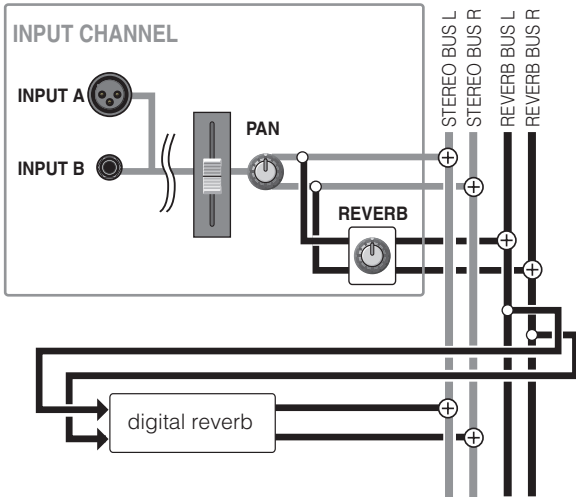 INPUT CHANNEL
INPUT A
INPUT B
PAN
REVERB
STEREO BUS L
STEREO BUS R
REVERB BUS L
REVERB BUS R
digital reverb